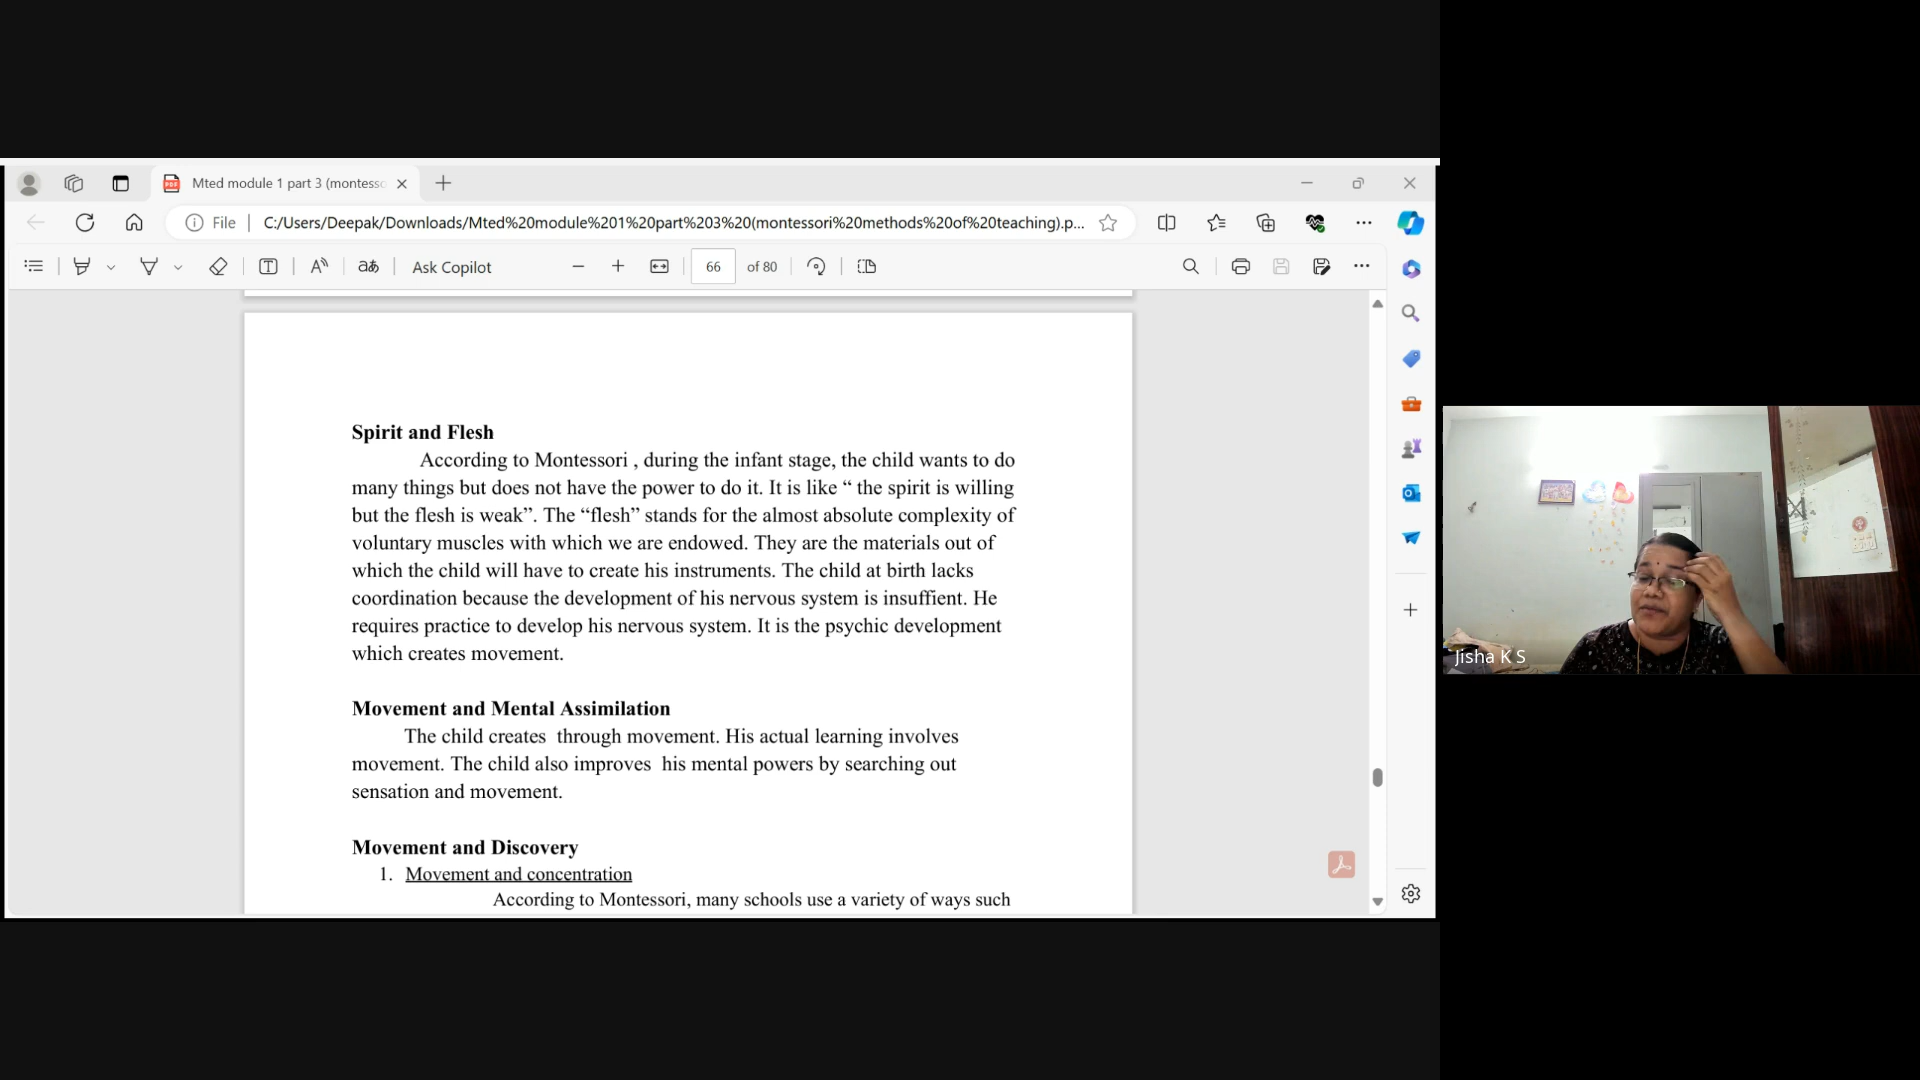 Mted module 1 part 3 (montesso
File
C:/Users/Deepak/Downloads/Mted%20module%201%20part%203%20(montessori%20methods%20of%20teaching).p...
Ask Copilot
66
of 80
Spirit and Flesh
According to Montessori , during the infant stage, the child wants to do
many things but does not have the power to do it. It is like “ the spirit is willing
but the flesh is weak”. The “flesh” stands for the almost absolute complexity of
voluntary muscles with which we are endowed. They are the materials out of
which the child will have to create his instruments. The child at birth lacks
coordination because the development of his nervous system is insuffient. He
requires practice to develop his nervous system. It is the psychic development
which creates movement.
Movement and Mental Assimilation
The child creates  through movement. His actual learning involves
movement. The child also improves  his mental powers by searching out
sensation and movement.
Movement and Discovery
1. Movement and concentration
According to Montessori, many schools use a variety of ways such
Jisha K S